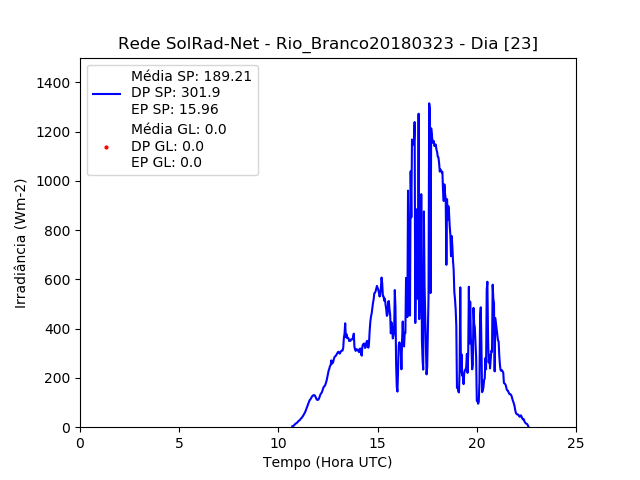 Rede SolRad-Net - Rio_Branco20180323 - Dia [23]
Média SP: 189.21
DP SP: 301.9
EP SP: 15.96
Média GL: 0.0
DP GL: 0.0
EP GL: 0.0
Irradiância (Wm-2)
1400
1200
1000
800
600
400
200
0
0 5 10 15 20 25
Tempo (Hora UTC)